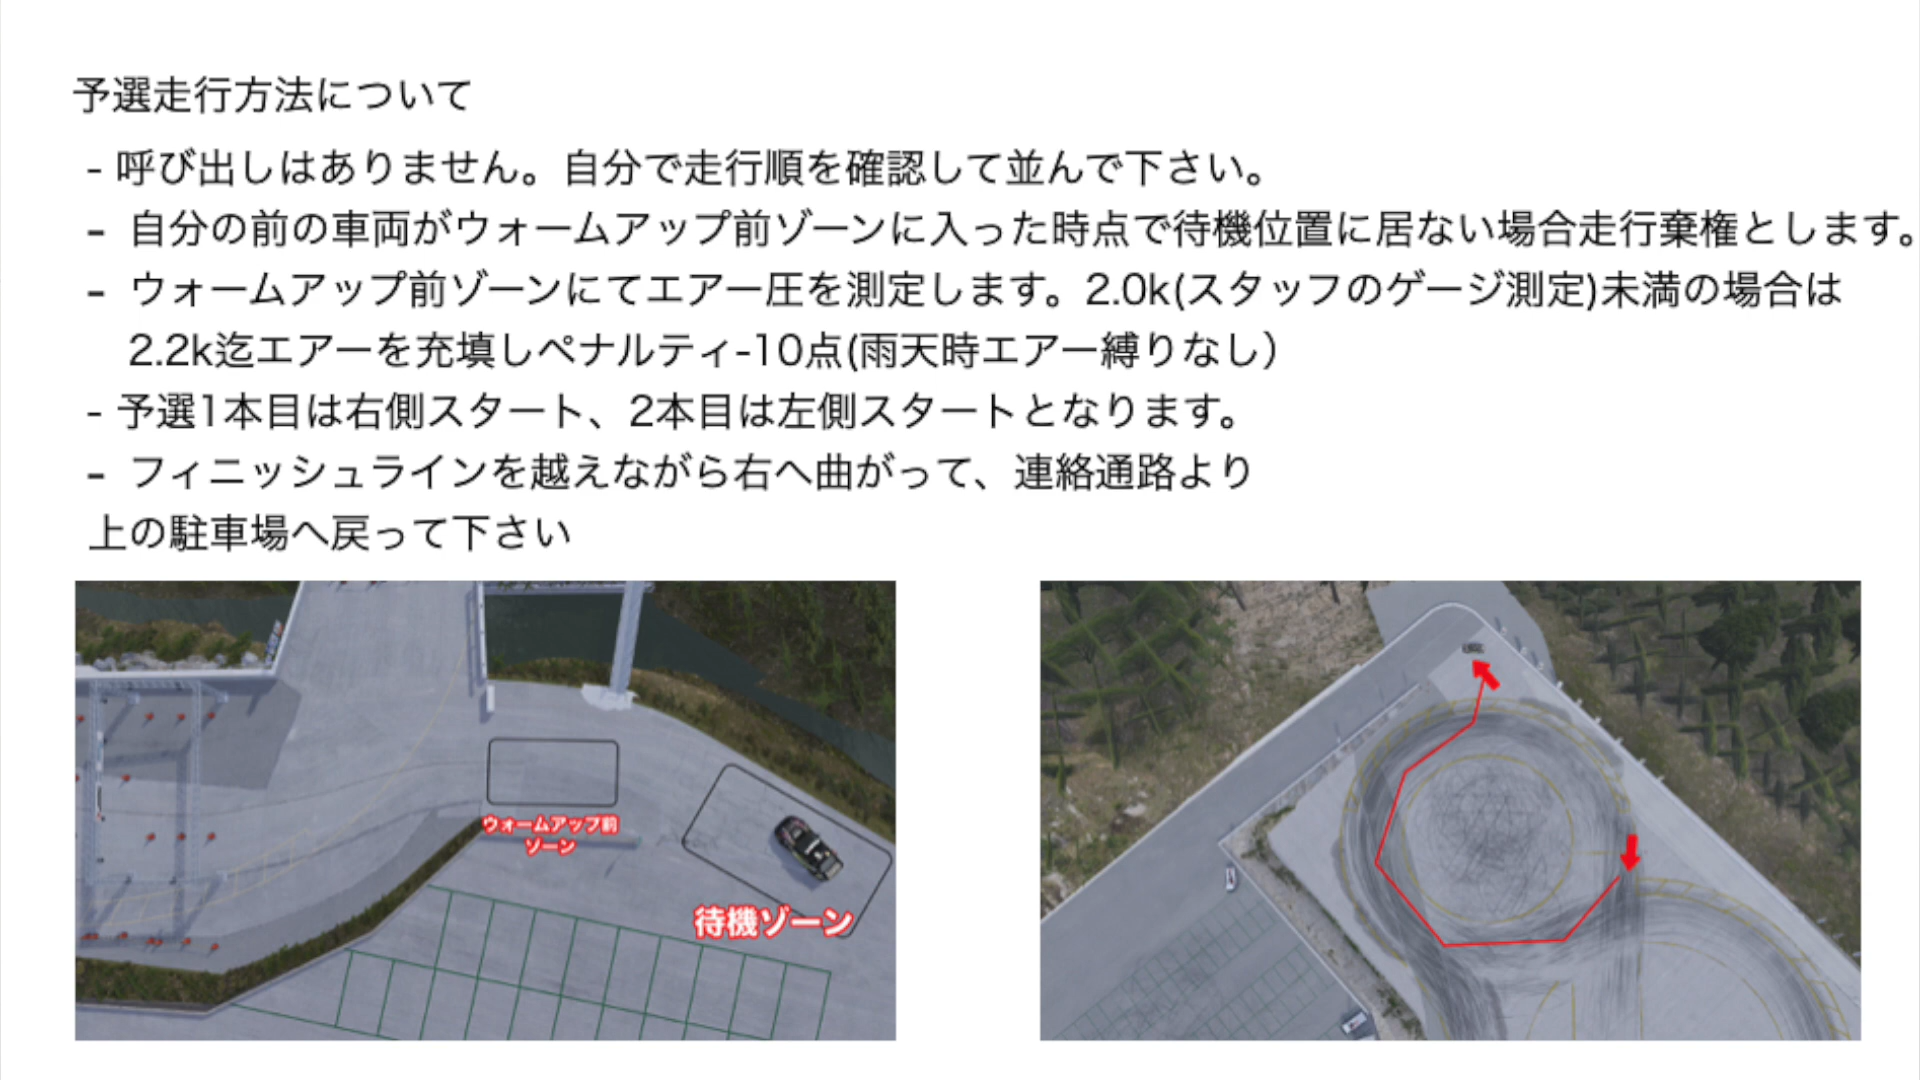 予選走行方法について
- 呼び出しはありません。自分で走行順を確認して並んで下さい。
- 自分の前の車両がウォームアップ前ゾーンに入った時点で待機位置に居ない場合走行棄権とします。
- ウォームアップ前ゾーンにてエアー圧を測定します。2.0k(スタッフのゲージ測定)未満の場合は
2.2k迄エアーを充填しペナルティ-10点(雨天時エアー縛りなし）
- 予選1本目は右側スタート、2本目は左側スタートとなります。
- フィニッシュラインを越えながら右へ曲がって、連絡通路より
上の駐車場へ戻って下さい
ウォームアップ前
ゾーン
待機ゾーン